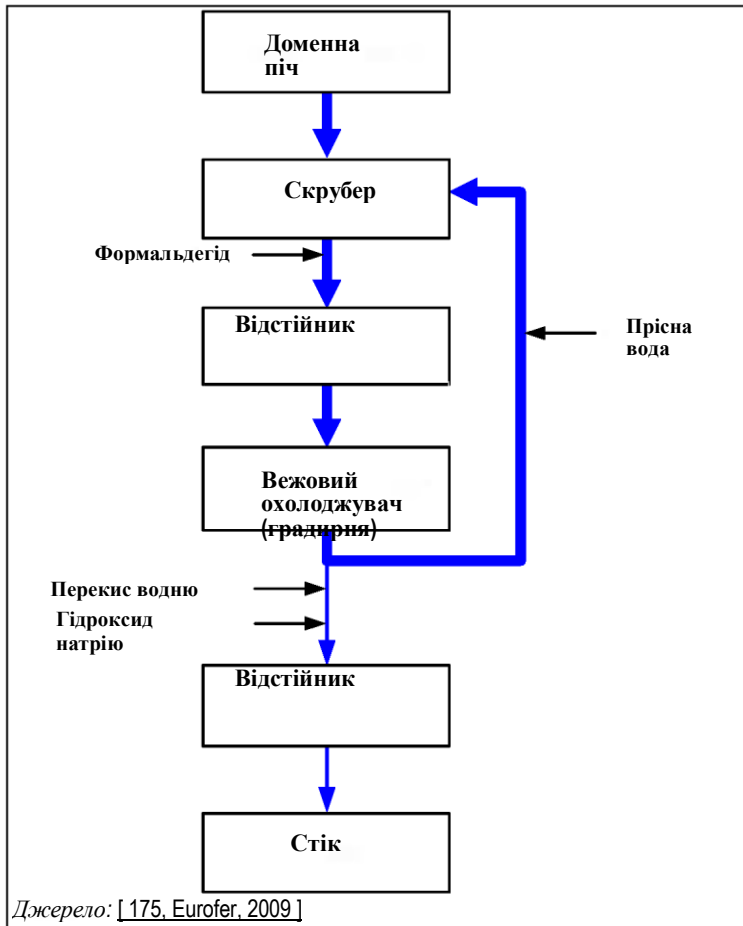 Доменна
піч
Скрубер
Формальдегід
Відстійник
Прісна
вода
Вежовий
охолоджувач
(градирня)
Перекис водню
Гідроксид
натрію
Відстійник
Стік
Джерело: [ 175, Eurofer, 2009 ]